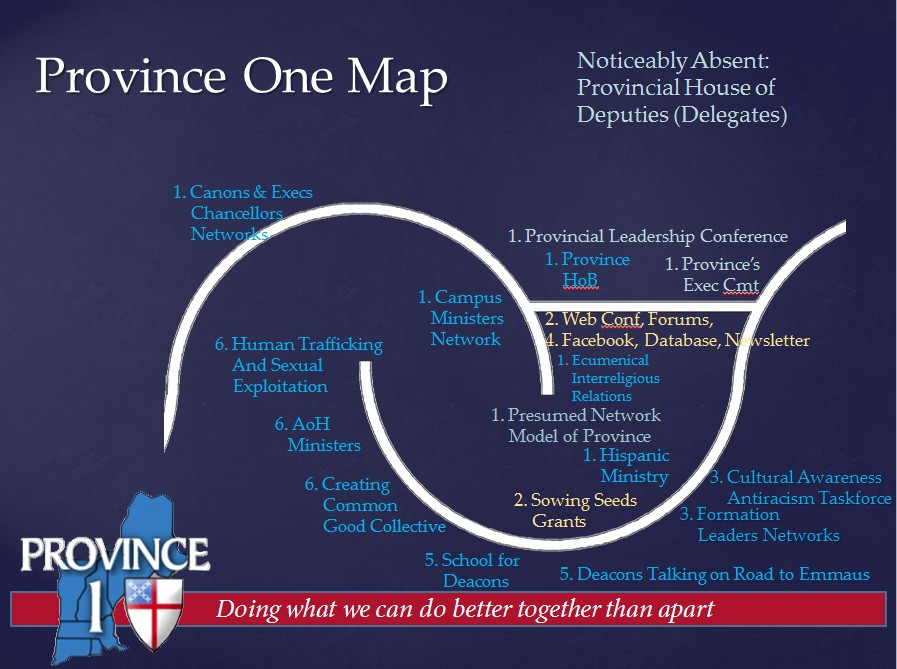 Province One Map
Noticeably Absent:
Provincial House of
Deputies (Delegates)
1. Canons & Execs
Chancellors
Networks
1. Provincial Leadership Conference
1. Province
HoB
1. Province's
Exec Cmt
1. Campus
Ministers
Network
2. Web Conf, Forums,
4. Facebook, Database, Newsletter
6. Human Trafficking
And Sexual
Exploitation
1. Ecumenical
Interreligious
Relations
1. Presumed Network
Model of Province
6. AoH
Ministers
1. Hispanic
Ministry
3. Cultural Awareness
Antiracism Taskforce
6. Creating
Common
Good Collective
2. Sowing Seeds
Grants
3. Formation
Leaders Networks
5. School for
Deacons
5. Deacons Talking on Road to Emmaus
PROVINCE
1
Doing what we can do better together than apart